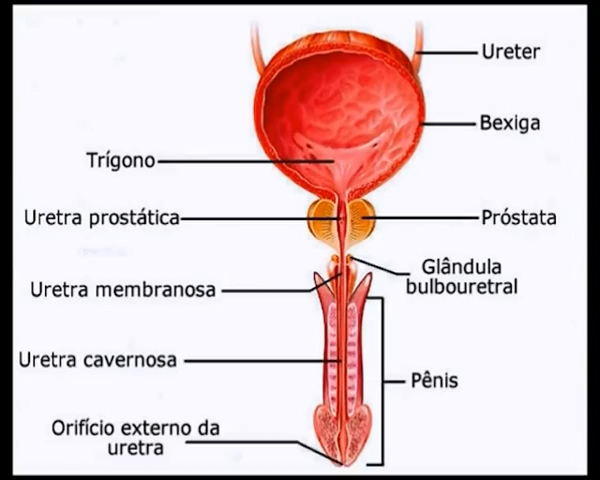 Ureter
Bexiga
Trígono
Uretra prostática
Próstata
Glândula
bulbouretral
Uretra membranosa
Uretra cavernosa
Pênis
Orifício externo da
uretra